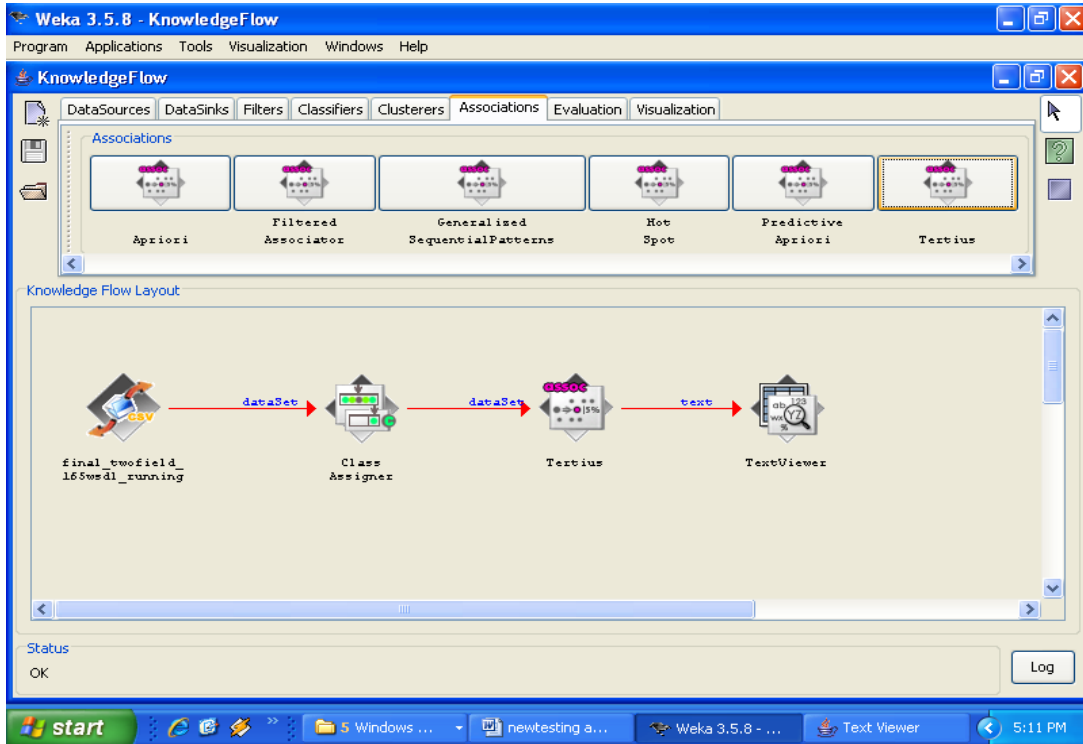 Weka 3.5.8 - KnowledgeFlow
Program Applications Tools Visualization Windows Help
KnowledgeFlow
DataSources DataSinks Filters Classifiers Clusterers Associations Evaluation Visualization
Associations
Apriori
Filtered
Associator
Generalized
SequentialPatterns
Hot
Spot
Predictive
Apriori
Tertius
Knowledge Flow Layout
CSV
dataSet
assoc
dataSet
text
final_twofield_
165wsdl_running
Class
Assigner
Tertius
TextViewer
Status
OK
Log
start
5 Windows ...
newtesting a...
Weka 3.5.8 - ...
Text Viewer
5:11 PM